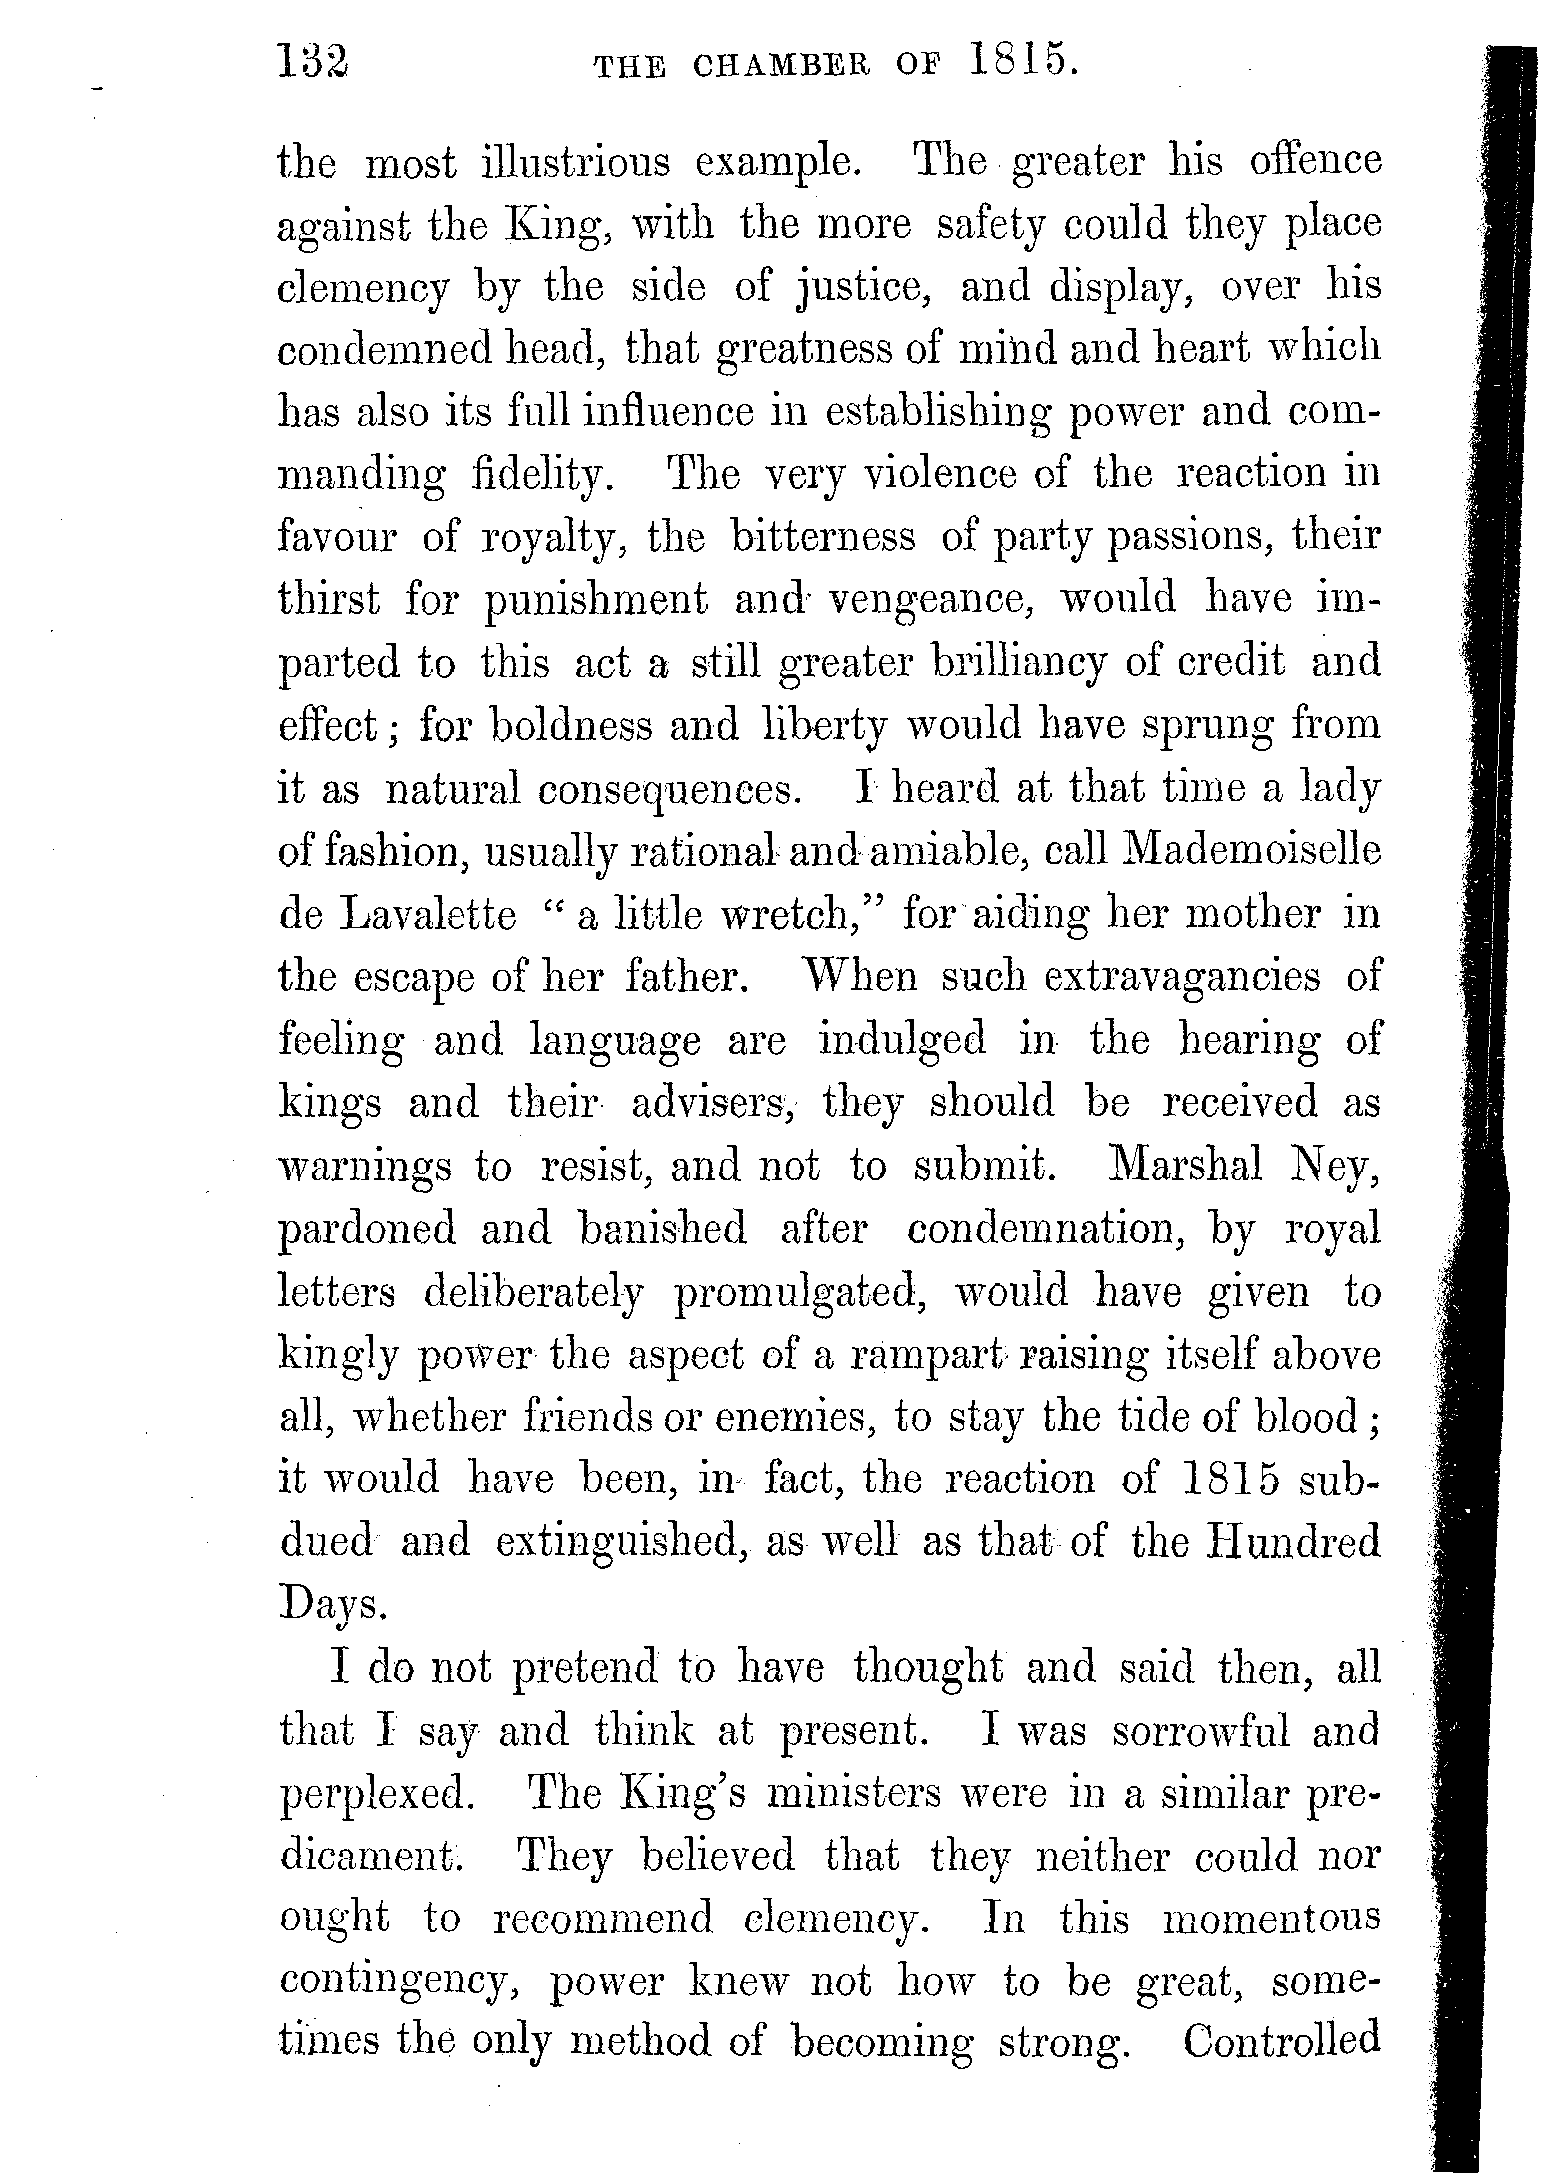 132 THE CHAMBER OF 1815.
the most illustrious example. The greater his offence
against the King, with the more safety could they place
clemency by the side of justice, and display, over his
condemned head, that greatness of mind and heart which
has also its full influence in establishing power and com-
manding fidelity. The very violence of the reaction in
favour of royalty, the bitterness of party passions, their
thirst for punishment and vengeance, would have im-
parted to this act a still greater brilliancy of credit and
effect; for boldness and liberty would have sprung from
it as natural consequences. I heard at that time a lady
of fashion, usually rational and amiable, call Mademoiselle
de Lavalette “ a little wretch,” for aiding her mother in
the escape of her father. When such extravagancies of
feeling and language are indulged in the hearing of
kings and their advisers, they should be received as
warnings to resist, and not to submit. Marshal Ney,
pardoned and banished after condemnation, by royal
letters deliberately promulgated, would have given to
kingly power the aspect of a rampart raising itself above
all, whether friends or enemies, to stay the tide of blood;
it would have been, in fact, the reaction of 1815 sub-
dued and extinguished, as well as that of the Hundred
Days.
I do not pretend to have thought and said then, all
that I say and think at present. I was sorrowful and
perplexed. The King’s ministers were in a similar pre-
dicament. They believed that they neither could nor
ought to recommend clemency. In this momentous
contingency, power knew not how to be great, some-
times the only method of becoming strong. Controlled